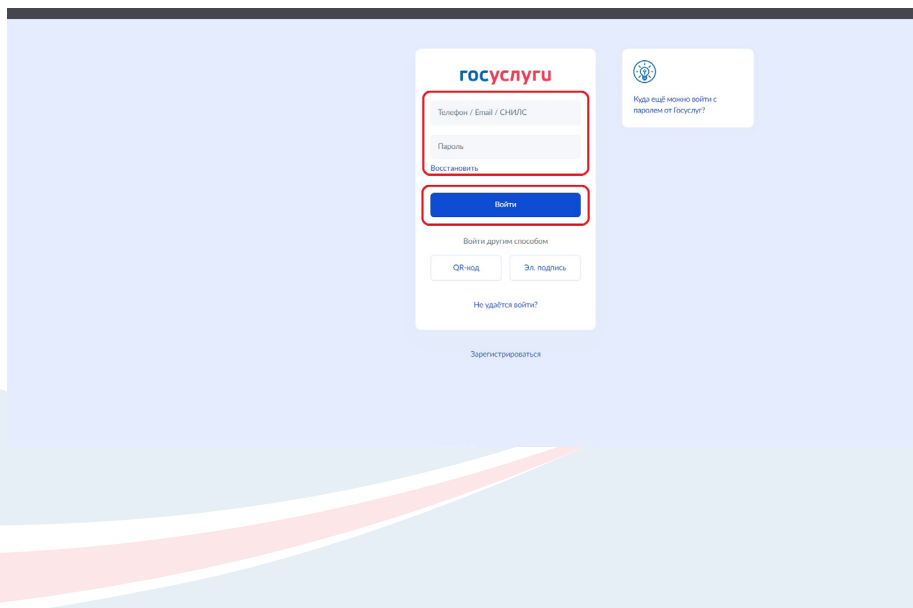 госуслуги
Телефон / Email / СНИЛС
Пароль
Восстановить
Войти
Войти другим способом
QR-код
Эл. подпись
Не удаётся войти?
Зарегистрироваться
Куда ещё можно войти с
паролем от Госуслуг?